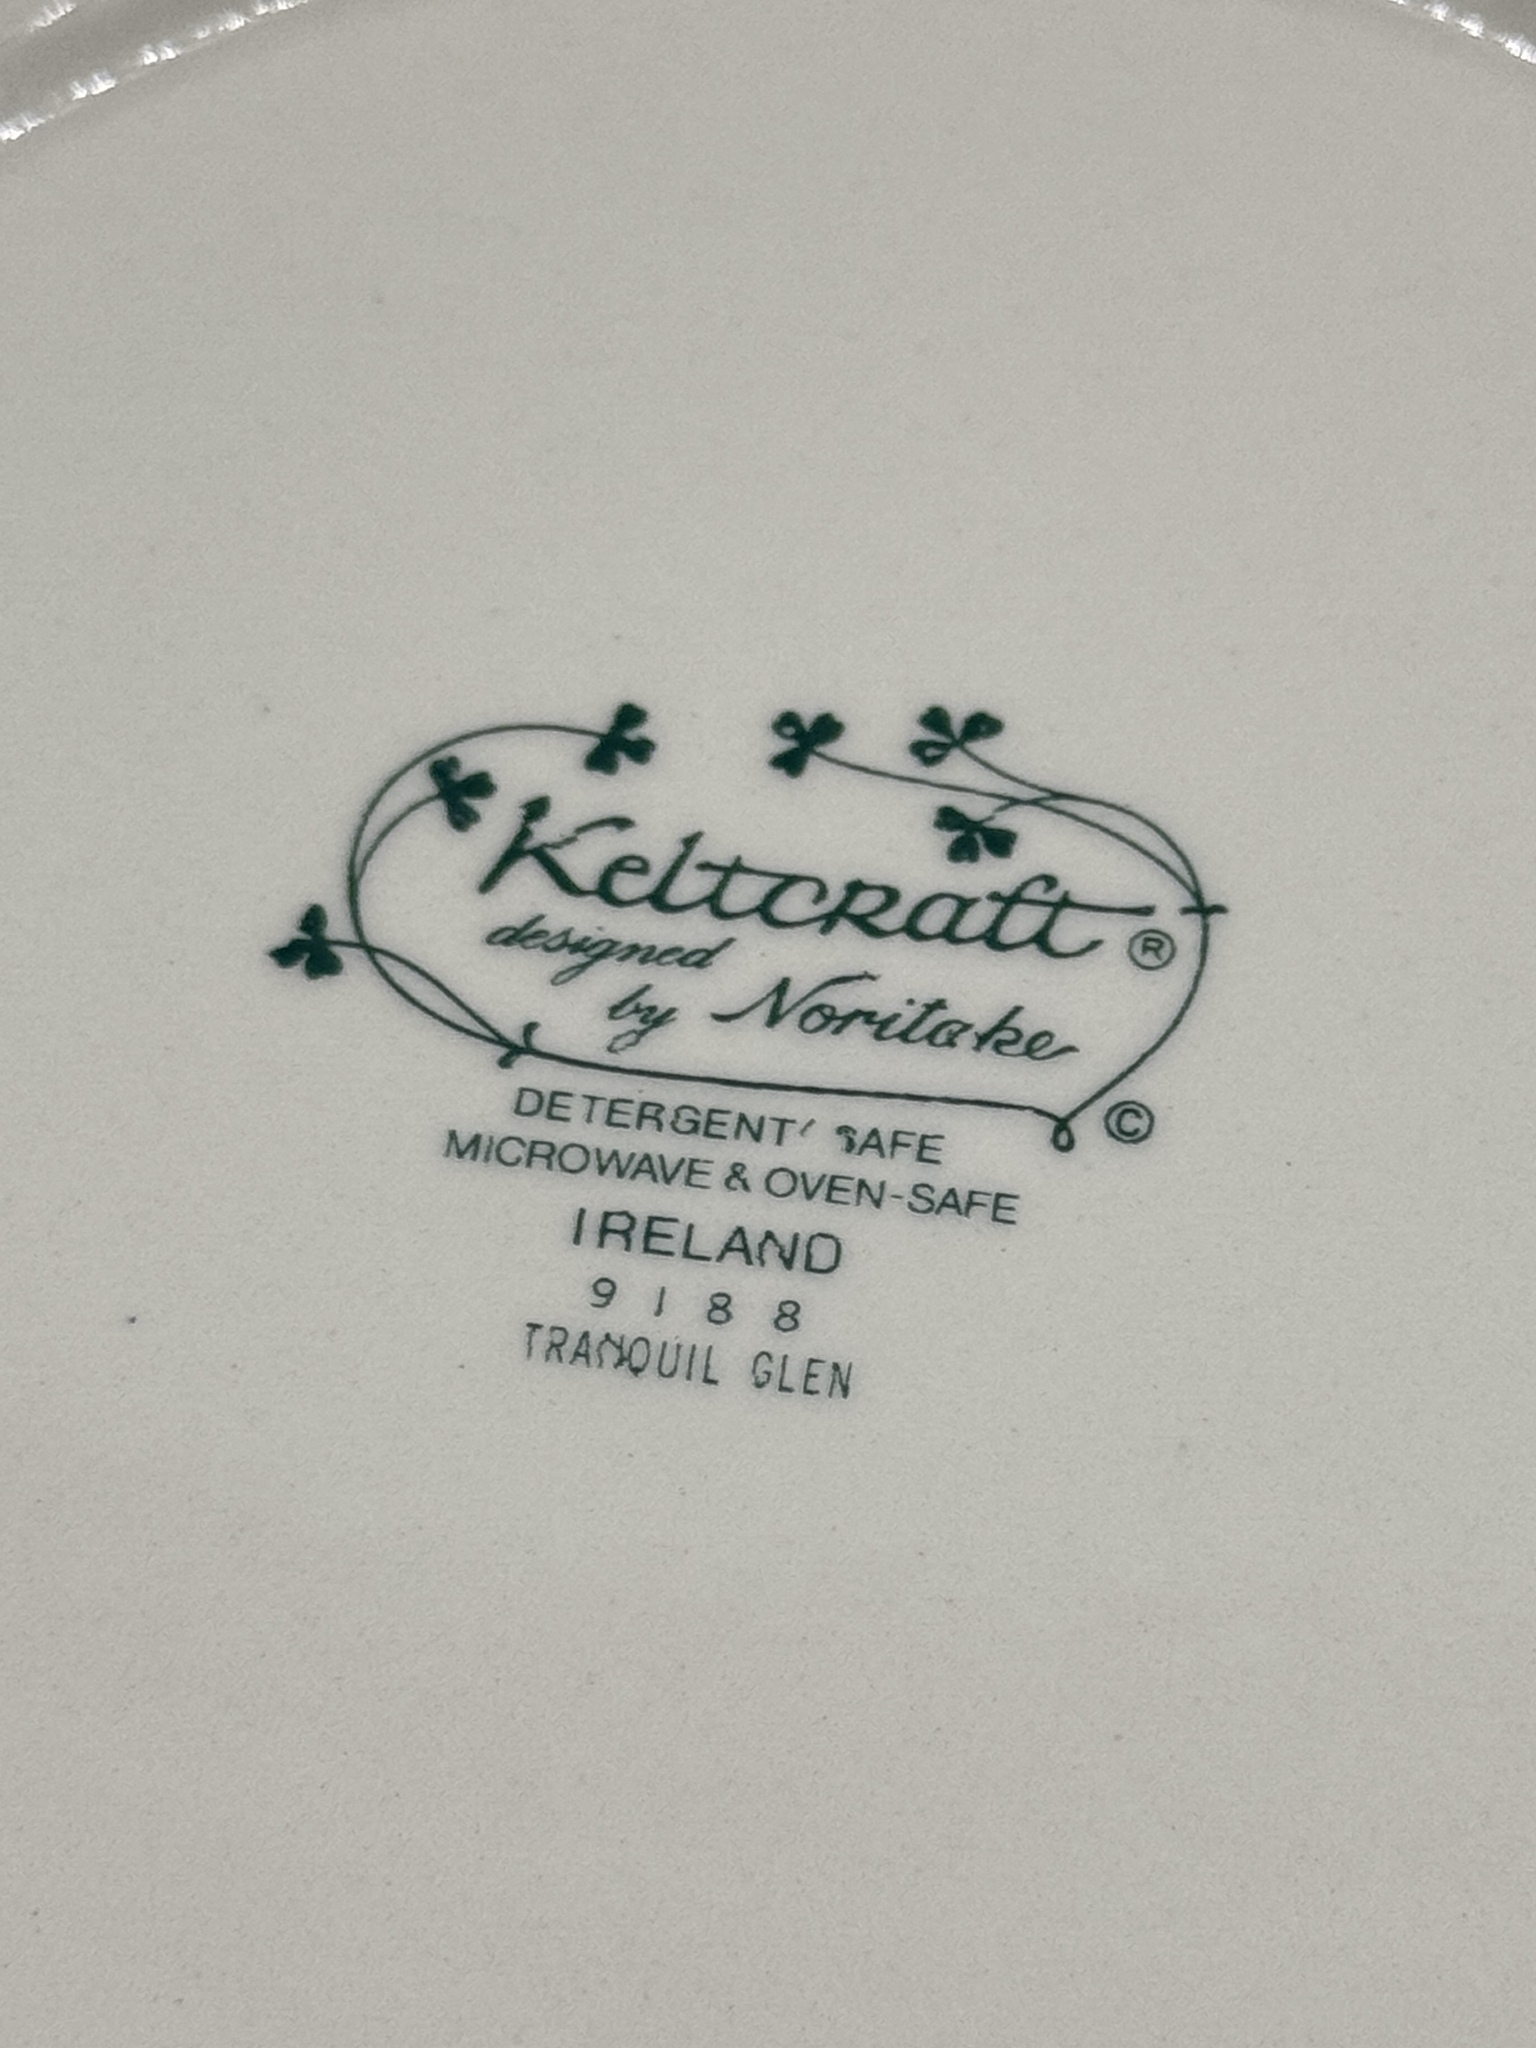 Keltcraft ®
designed
by Noritake
©
DETERGENT SAFE
MICROWAVE & OVEN-SAFE
IRELAND
9188
TRANQUIL GLEN